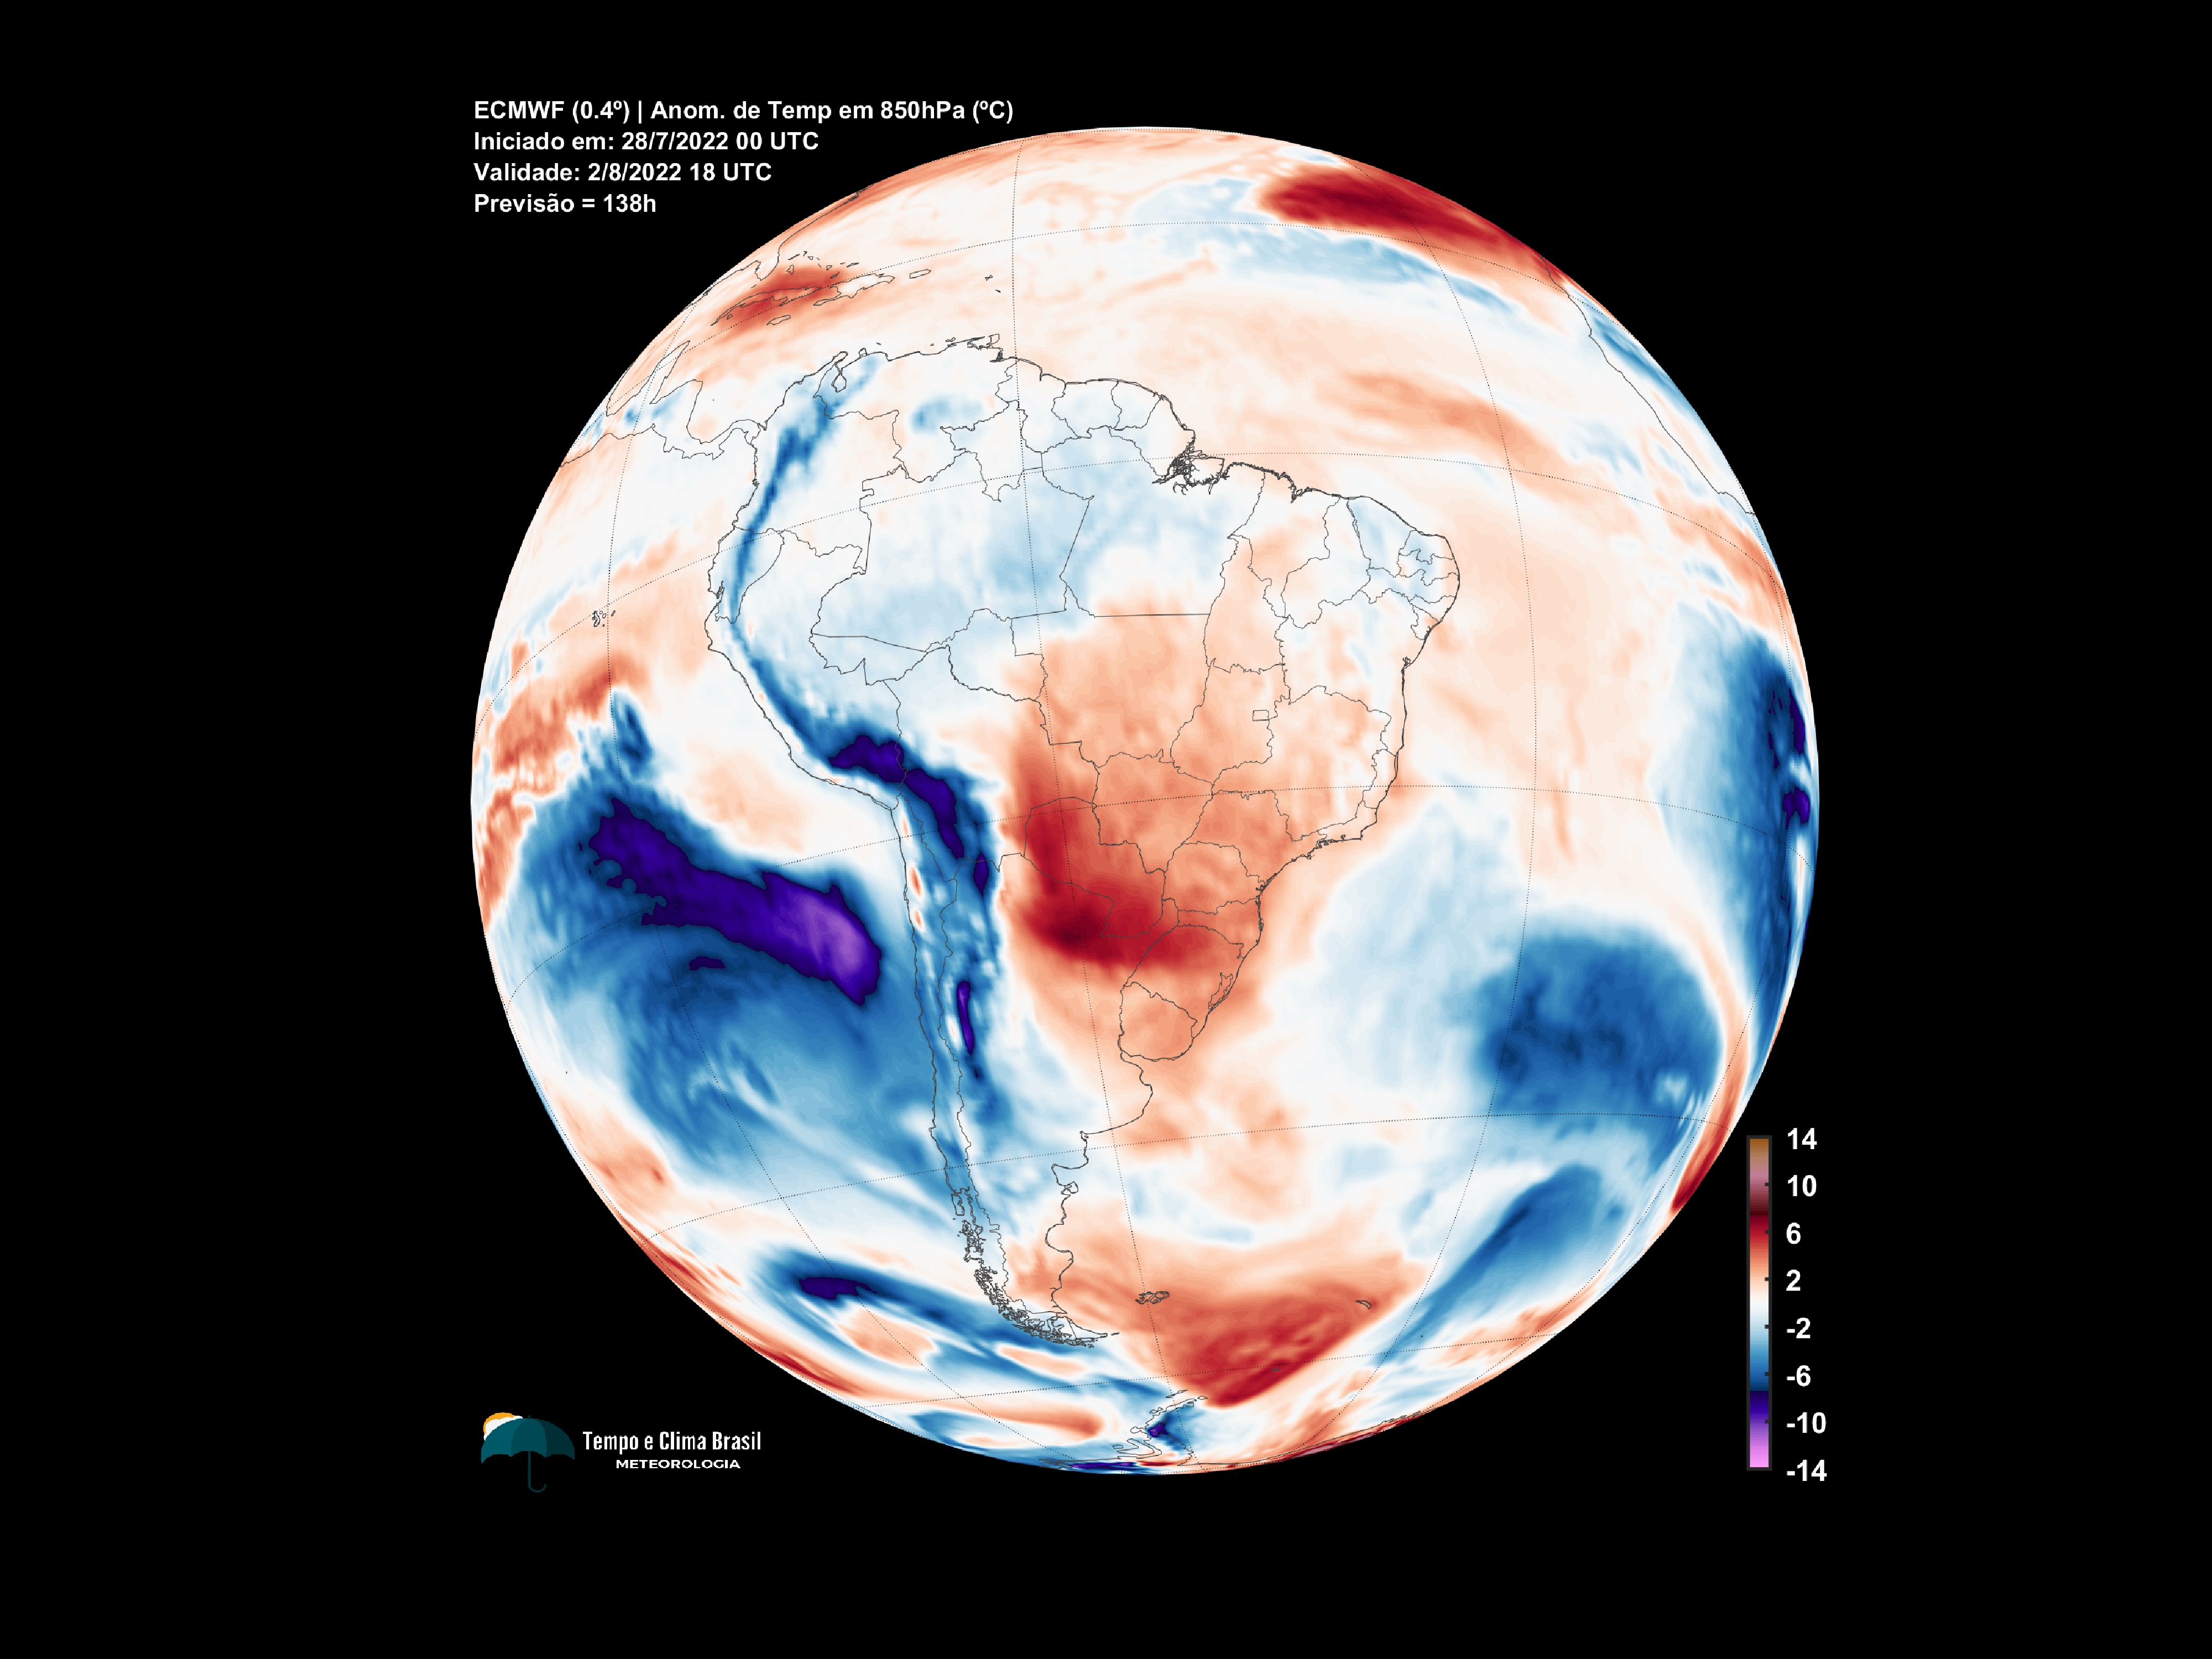 ECMWF (0.4º) | Anom. de Temp em 850hPa (ºC)
Iniciado em: 28/7/2022 00 UTC
Validade: 2/8/2022 18 UTC
Previsão = 138h
14
10
6
2
-2
-6
-10
-14
Tempo e Clima Brasil
METEOROLOGIA